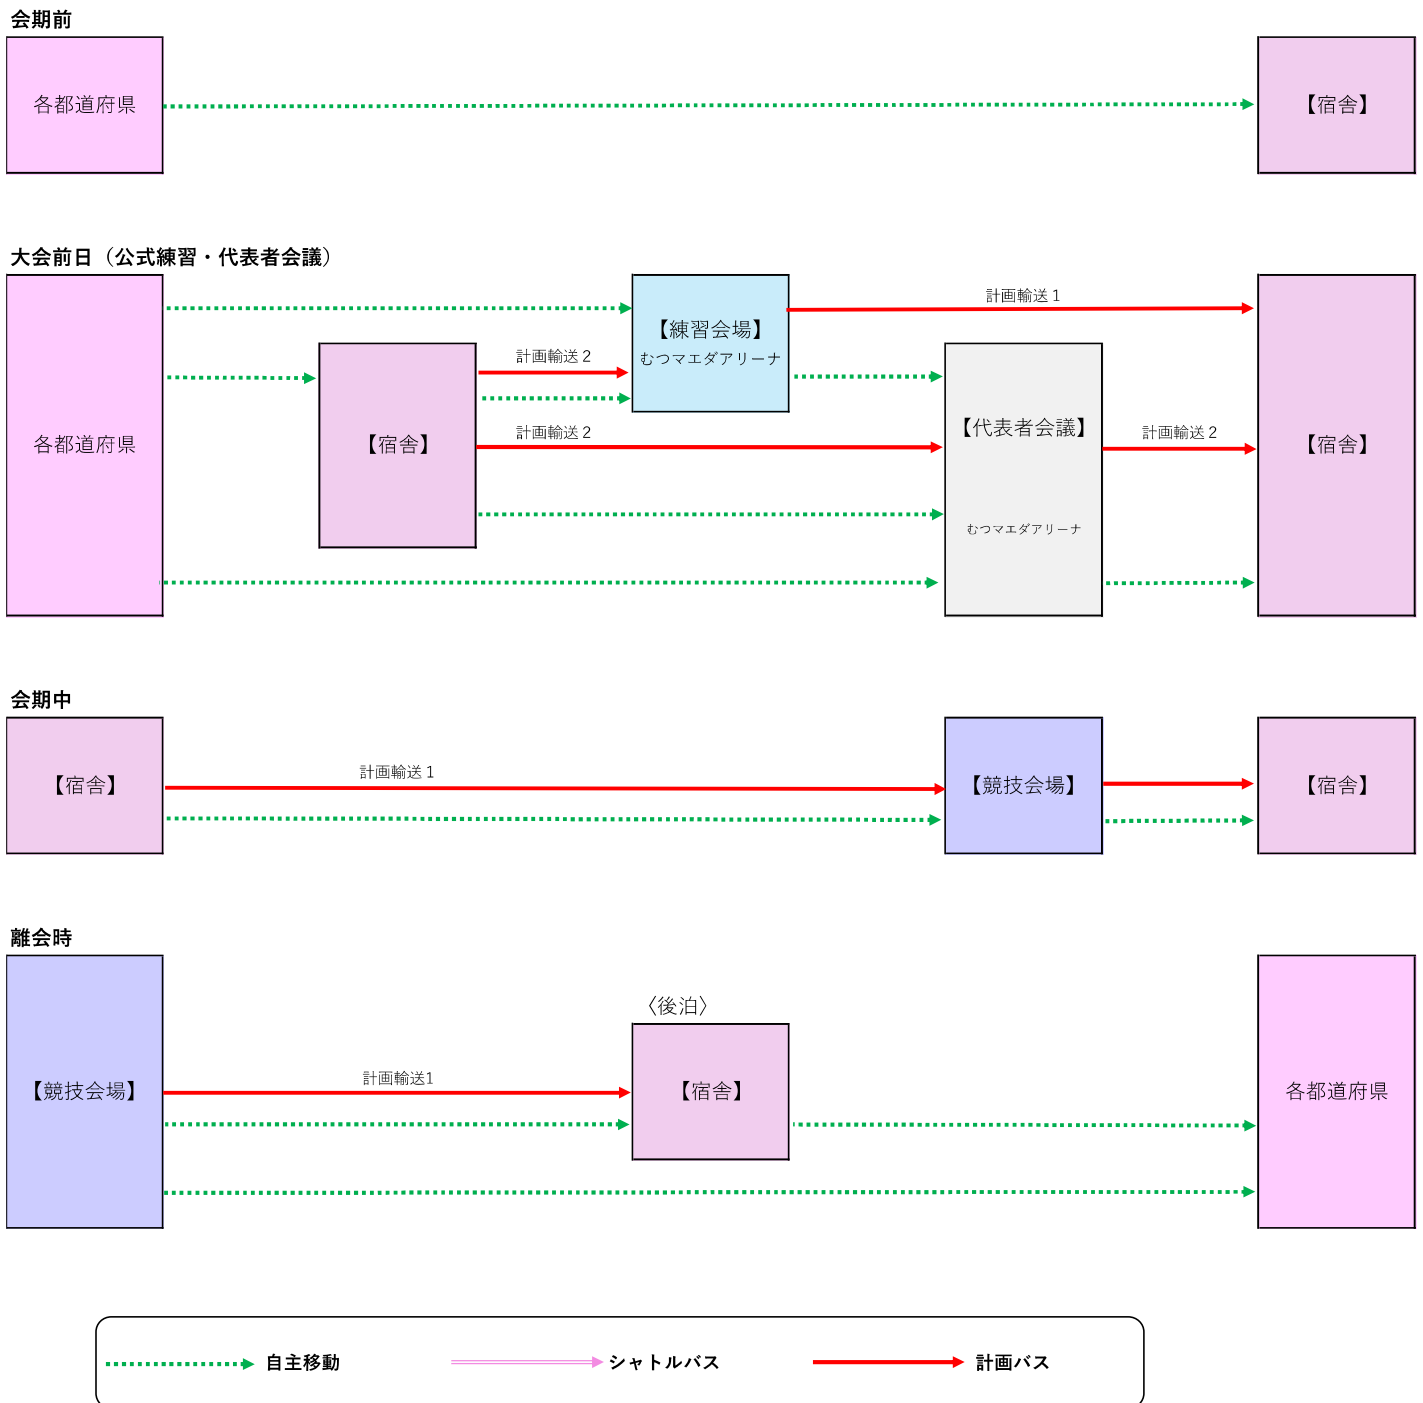 会期前
各都道府県
【宿舎】
大会前日（公式練習・代表者会議）
計画輸送１
【練習会場】
むつマエダアリーナ
計画輸送２
各都道府県
【宿舎】
計画輸送２
【代表者会議】
計画輸送２
【宿舎】
むつマエダアリーナ
会期中
【宿舎】
計画輸送１
【競技会場】
【宿舎】
離会時
〈後泊〉
【競技会場】
計画輸送1
【宿舎】
各都道府県
自主移動
シャトルバス
計画バス